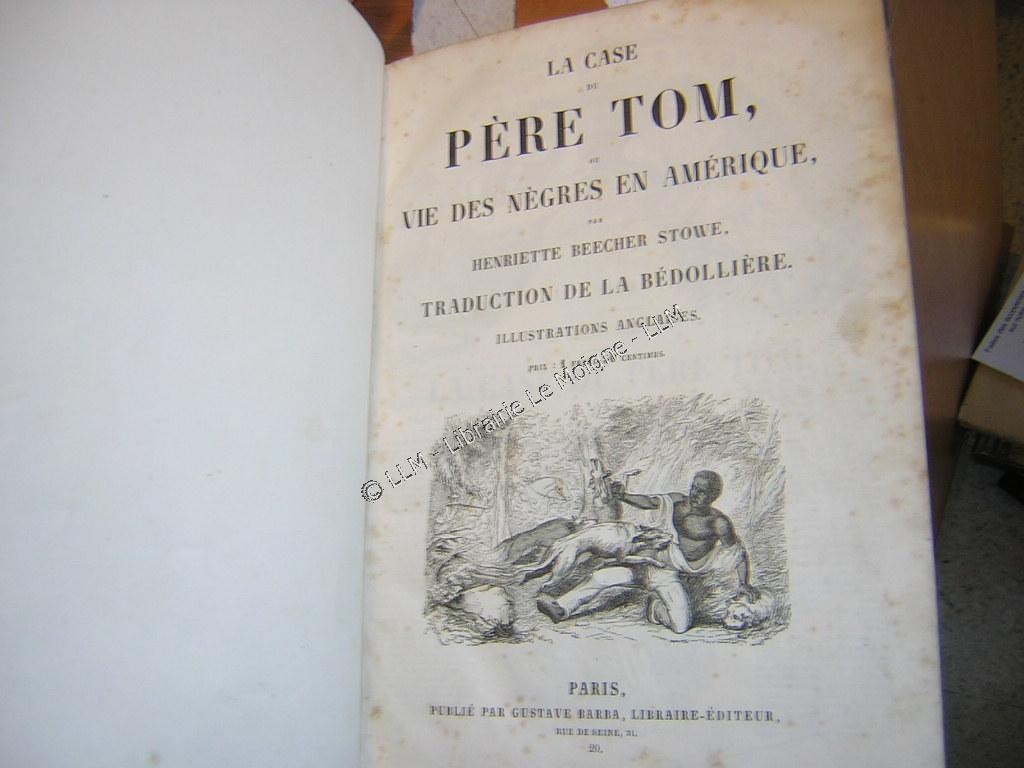 LA CASE
DU
PÈRE TOM,
OU
VIE DES NÈGRES EN AMÉRIQUE,
PAR
HENRIETTE BEECHER STOWE.
TRADUCTION DE LA BÉDOLLIÈRE.
ILLUSTRATIONS ANGLAISES.
PRIX : CENTIMES.
© LLM - Librairie Le Moigne - LLM
PARIS,
PUBLIÉ PAR GUSTAVE BARBA, LIBRAIRE-ÉDITEUR,
RUE DE SEINE, 31.
20.